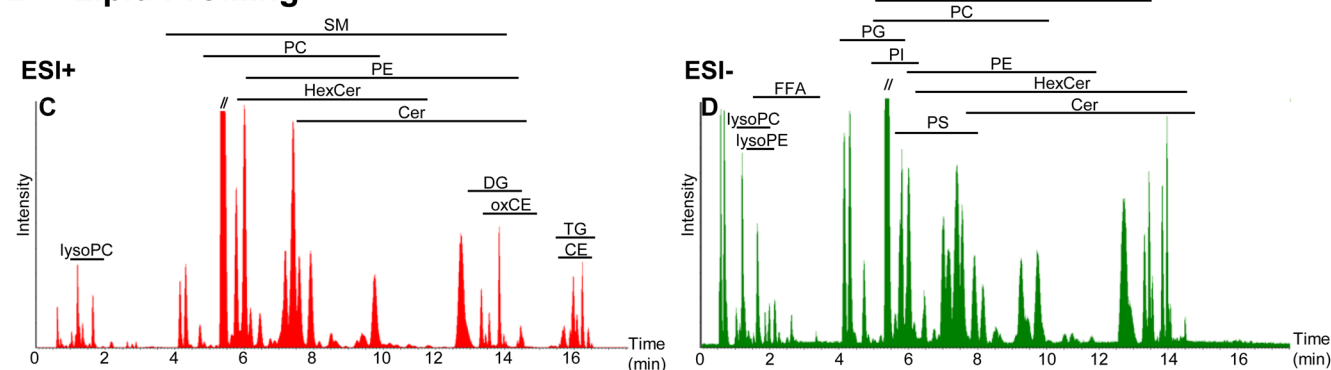 SM
PC
PE
ESI+
HexCer
//
C
Cer
Intensity
DG
oxCE
TG
CE
lysoPC
0 2 4 6 8 10 12 14 16
Time
(min)
PC
PG
PI
PE
ESI-
HexCer
//
FFA
D
Cer
lysoPC
PS
lysoPE
Intensity
0 2 4 6 8 10 12 14 16
Time
(min)